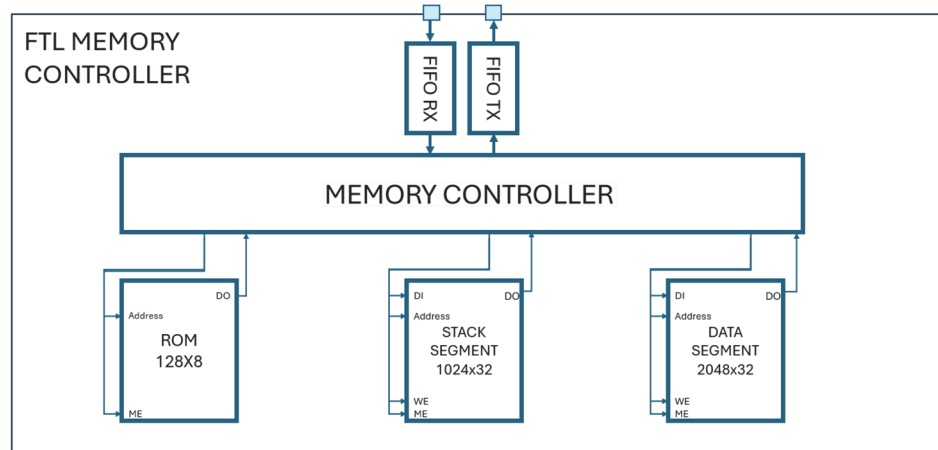 FTL MEMORY
CONTROLLER
FIFO RX
FIFO TX
MEMORY CONTROLLER
DO
Address
ROM
128X8
ME
DI
DO
Address
STACK
SEGMENT
1024x32
WE
ME
DI
DO
Address
DATA
SEGMENT
2048x32
WE
ME